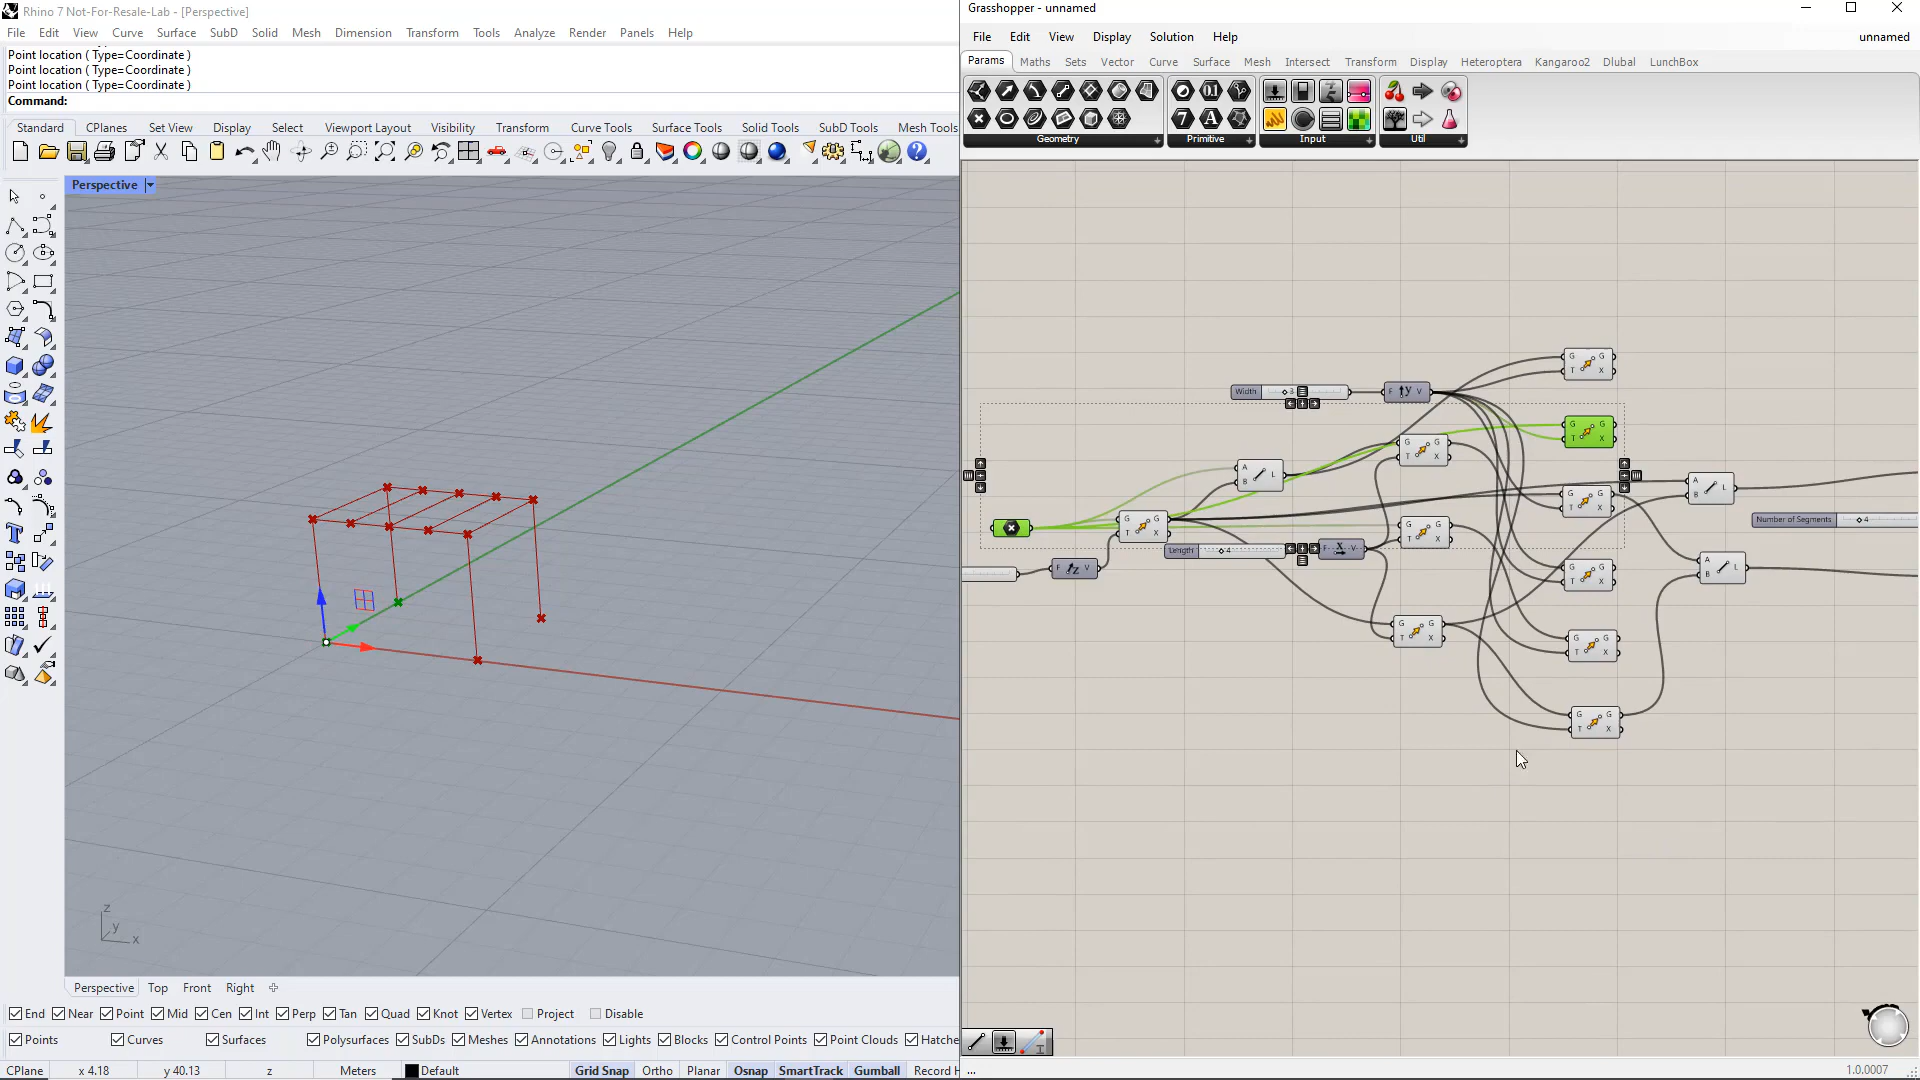 Rhino 7 Not-For-Resale-Lab - [Perspective]
File Edit View Curve Surface SubD Solid Mesh Dimension Transform Tools Analyze Render Panels Help
Point location ( Type=Coordinate )
Point location ( Type=Coordinate )
Point location ( Type=Coordinate )
Command:
Standard CPlanes Set View Display Select Viewport Layout Visibility Transform Curve Tools Surface Tools Solid Tools SubD Tools Mesh Tools
Perspective
z
y
x
Perspective Top Front Right
End Near Point Mid Cen Int Perp Tan Quad Knot Vertex Project Disable
Points Curves Surfaces Polysurfaces SubDs Meshes Annotations Lights Blocks Control Points Point Clouds Hatche
CPlane x 4.18 y 40.13 z Meters Default Grid Snap Ortho Planar Osnap SmartTrack Gumball Record H
Grasshopper - unnamed
File Edit View Display Solution Help unnamed
Params Maths Sets Vector Curve Surface Mesh Intersect Transform Display Heteroptera Kangaroo2 Dlubal LunchBox
Geometry Primitive Input Util
G G
T X
Width 3 F y V
G G
T X
G G
T X
A L
B
A L
B
G G
T X
G G
T X
Number of Segments 4
G G
T X
Length 4 F x V
F z V
A L
B
G G
T X
G G
T X
G G
T X
G G
T X
... 1.0.0007